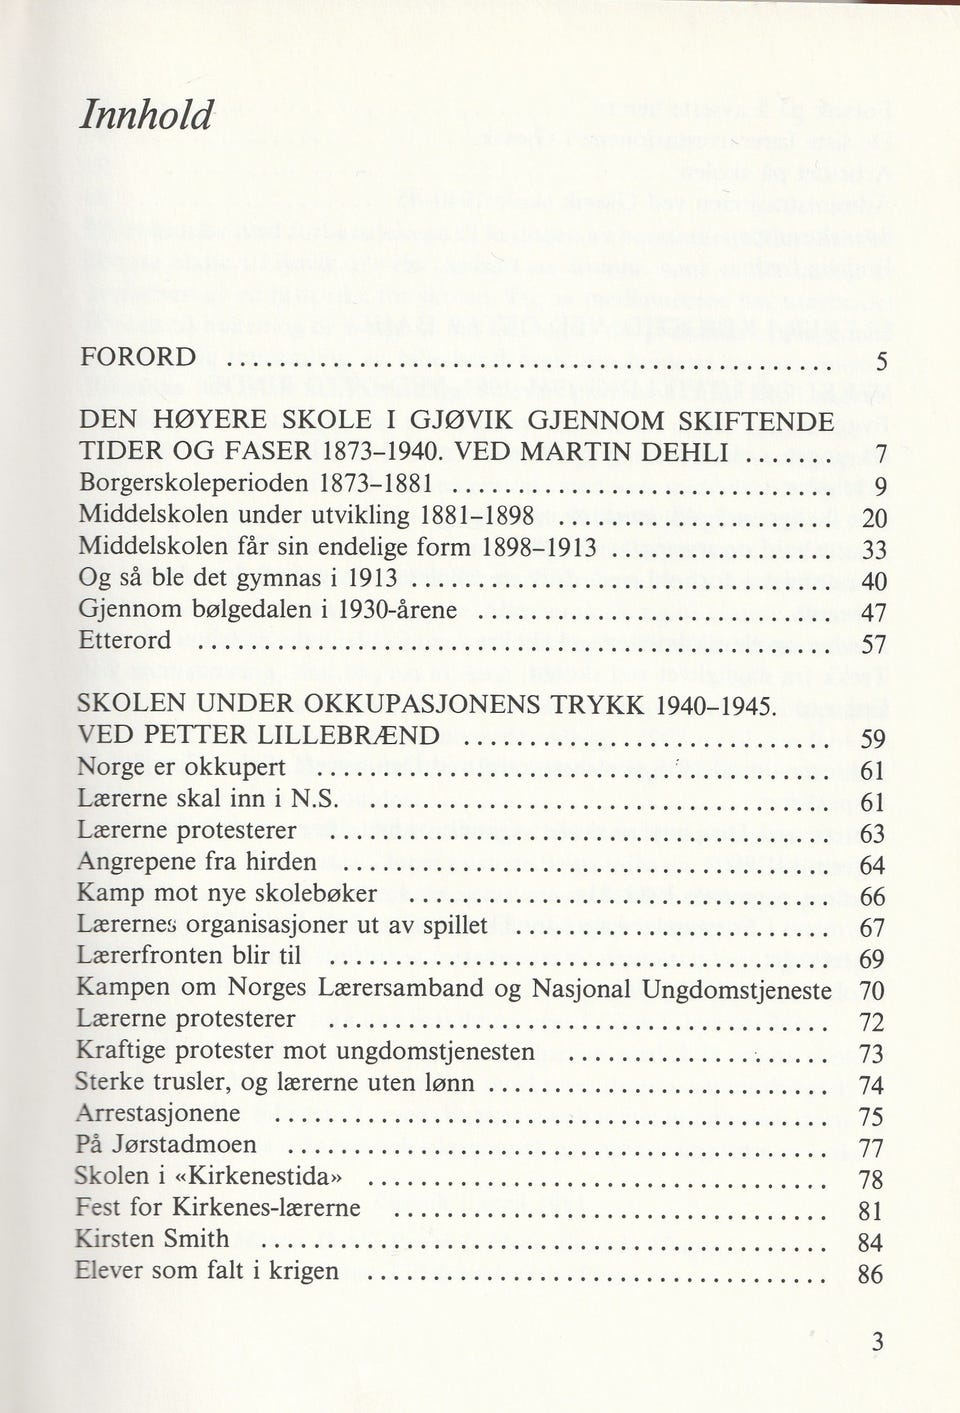 Innhold
FORORD .............................................. 5
DEN HØYERE SKOLE I GJØVIK GJENNOM SKIFTENDE
TIDER OG FASER 1873–1940. VED MARTIN DEHLI ....... 7
Borgerskoleperioden 1873–1881 ............................. 9
Middelskolen under utvikling 1881–1898 ..................... 20
Middelskolen får sin endelige form 1898–1913 ................. 33
Og så ble det gymnas i 1913 ................................ 40
Gjennom bølgedalen i 1930-årene ........................... 47
Etterord ................................................ 57
SKOLEN UNDER OKKUPASJONENS TRYKK 1940–1945.
VED PETTER LILLEBRÆND ............................ 59
Norge er okkupert ....................................... 61
Lærerne skal inn i N.S. ................................... 61
Lærerne protesterer ...................................... 63
Angrepene fra hirden ..................................... 64
Kamp mot nye skolebøker ................................ 66
Lærernes organisasjoner ut av spillet ........................ 67
Lærerfronten blir til ...................................... 69
Kampen om Norges Lærersamband og Nasjonal Ungdomstjeneste 70
Lærerne protesterer ...................................... 72
Kraftige protester mot ungdomstjenesten .................... 73
Sterke trusler, og lærerne uten lønn .......................... 74
Arrestasjonene .......................................... 75
På Jørstadmoen ......................................... 77
Skolen i «Kirkenestida» ................................... 78
Fest for Kirkenes-lærerne ................................. 81
Kirsten Smith ........................................... 84
Elever som falt i krigen ................................... 86
3